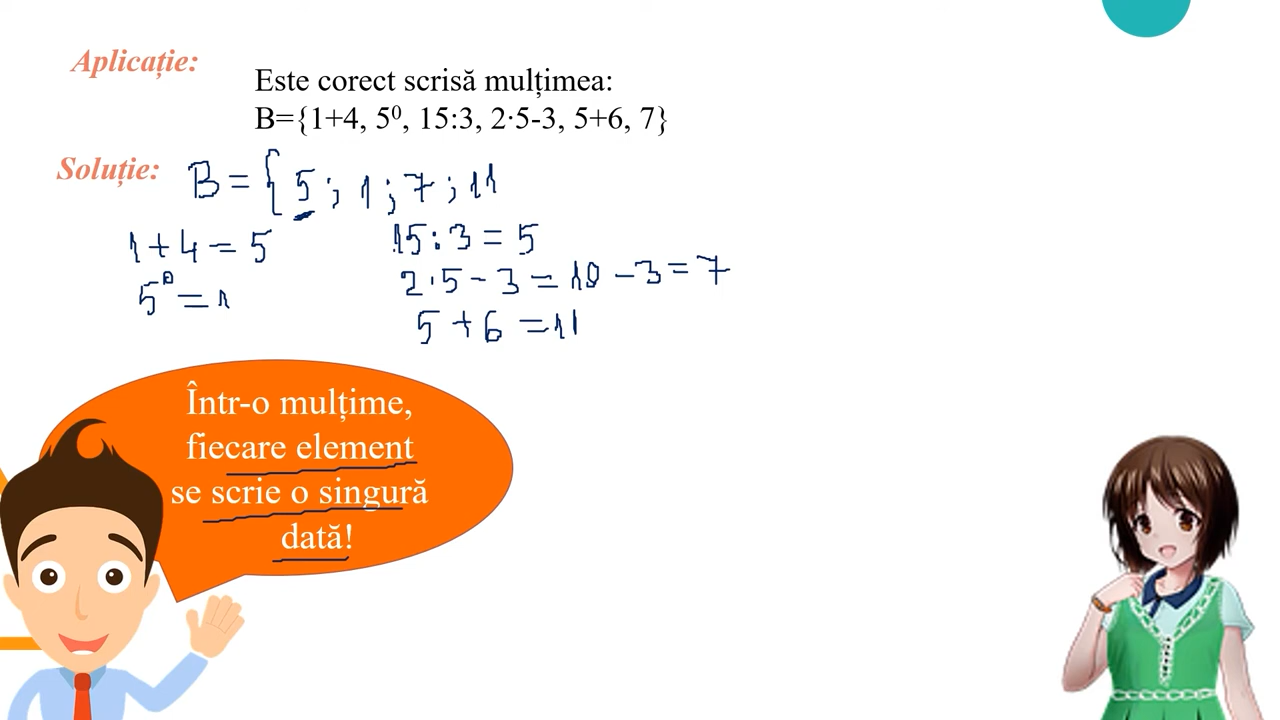 Aplicație:
Este corect scrisă mulțimea:
B={1+4, 5⁰, 15:3, 2·5-3, 5+6, 7}
Soluție:
B = { 5 ; 1 ; 7 ; 11
1 + 4 = 5
5⁰ = 1
15 : 3 = 5
2 · 5 - 3 = 10 - 3 = 7
5 + 6 = 11
Într-o mulțime,
fiecare element
se scrie o singură
dată!